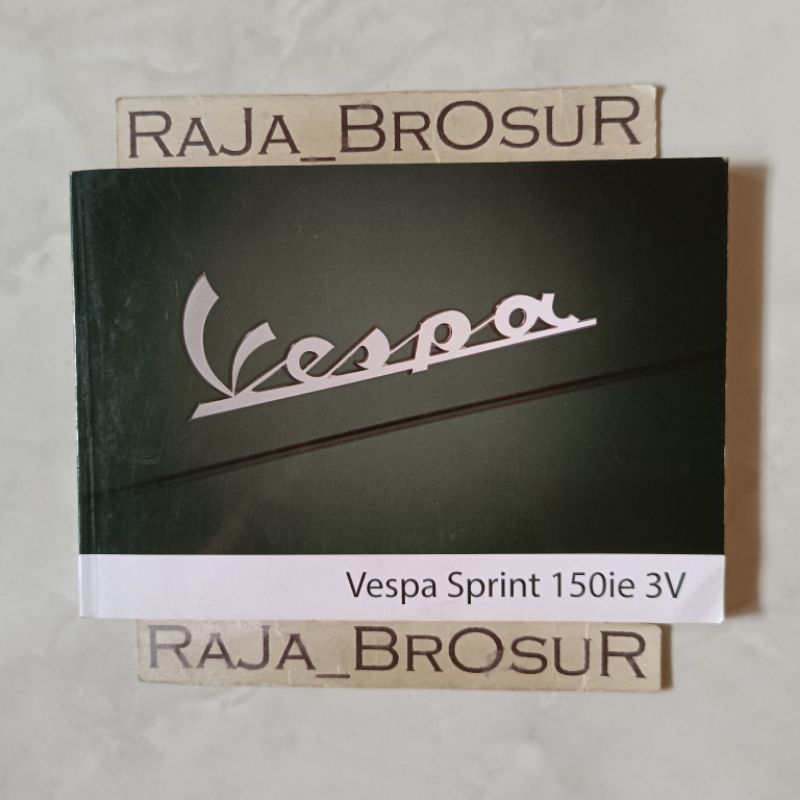 RAJA_BROSUR
Vespa
Vespa Sprint 150ie 3V
RAJA_BROSUR